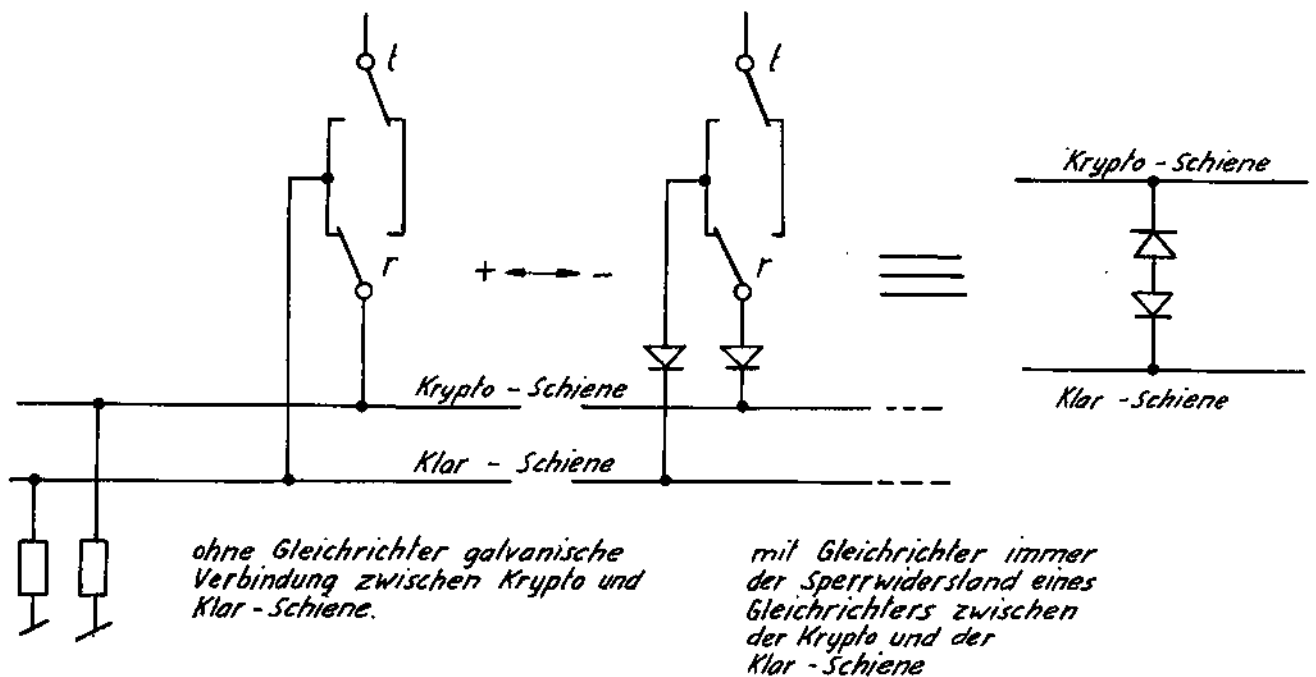 t
t
r
r
+ -
Krypto - Schiene
Klar - Schiene
Krypto - Schiene
Klar - Schiene
ohne Gleichrichter galvanische
Verbindung zwischen Krypto und
Klar - Schiene.
mit Gleichrichter immer
der Sperrwiderstand eines
Gleichrichters zwischen
der Krypto und der
Klar - Schiene